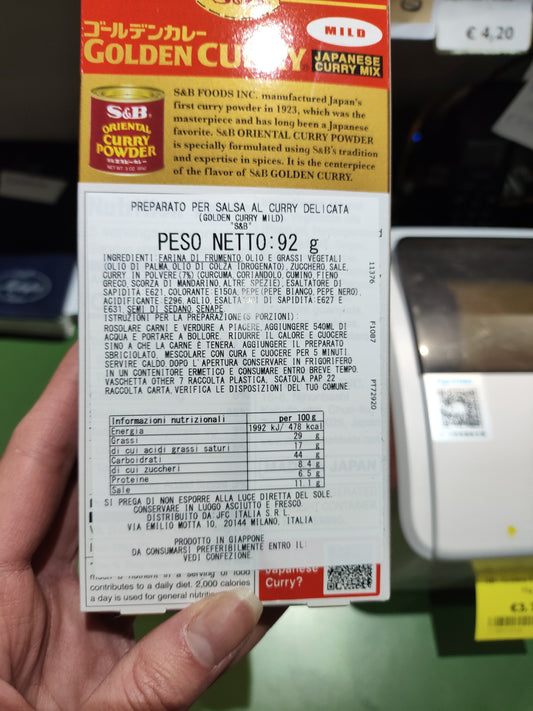 € 4,20
ゴールデンカレー
MILD
GOLDEN CURRY
JAPANESE
CURRY MIX
S&B
ORIENTAL
CURRY
POWDER
S&B FOODS INC. manufactured Japan's
first curry powder in 1923, which was the
masterpiece and has long been a Japanese
favorite. S&B ORIENTAL CURRY POWDER
is specially formulated using S&B's tradition
and expertise in spices. It is the centerpiece
of the flavor of S&B GOLDEN CURRY.
PREPARATO PER SALSA AL CURRY DELICATA
(GOLDEN CURRY MILD)
"S&B"
PESO NETTO:92 g
INGREDIENTI FARINA DI FRUMENTO,OLIO E GRASSI VEGETALI
(OLIO DI PALMA,OLIO DI COLZA IDROGENATO),ZUCCHERO,SALE,
CURRY IN POLVERE(7%)(CURCUMA,CORIANDOLO,CUMINO,FIENO
GRECO,SCORZA DI MANDARINO,ALTRE SPEZIE),ESALTATORE DI
SAPIDITÀ:E621,COLORANTE:E150A,PEPE(PEPE BIANCO,PEPE NERO),
ACIDIFICANTE:E296,AGLIO,ESALTATORI DI SAPIDITÀ:E627 E
E631,SEMI DI SEDANO,SENAPE
ISTRUZIONI PER LA PREPARAZIONE(5 PORZIONI):
ROSOLARE CARNI E VERDURE A PIACERE,AGGIUNGERE 540ML DI
ACQUA E PORTARE A BOLLORE. RIDURRE IL CALORE E CUOCERE
SINO A CHE LA CARNE È TENERA. AGGIUNGERE IL PREPARATO
SBRICIOLATO. MESCOLARE CON CURA E CUOCERE PER 5 MINUTI.
SERVIRE CALDO.DOPO L'APERTURA CONSERVARE IN FRIGORIFERO
IN UN CONTENITORE ERMETICO E CONSUMARE ENTRO BREVE TEMPO.
VASCHETTA OTHER 7 RACCOLTA PLASTICA, SCATOLA PAP 22
RACCOLTA CARTA,VERIFICA LE DISPOSIZIONI DEL TUO COMUNE
11376
F1087
PT72920
Informazioni nutrizionali per 100g
Energia 1992 kJ/ 478 kcal
Grassi 29 g
di cui acidi grassi saturi 17 g
Carboidrati 44 g
di cui zuccheri 8.4 g
Proteine 6.5 g
Sale 11.1 g
SI PREGA DI NON ESPORRE ALLA LUCE DIRETTA DEL SOLE.
CONSERVARE IN LUOGO ASCIUTTO E FRESCO.
DISTRIBUITO DA:JFC ITALIA S.R.L.
VIA EMILIO MOTTA 10, 20144 MILANO, ITALIA
PRODOTTO IN GIAPPONE
DA CONSUMARSI PREFERIBILMENTE ENTRO IL:
VEDI CONFEZIONE
much a nutrient in a serving of food
contributes to a daily diet. 2,000 calories
a day is used for general nutrition
Japanese
Curry?